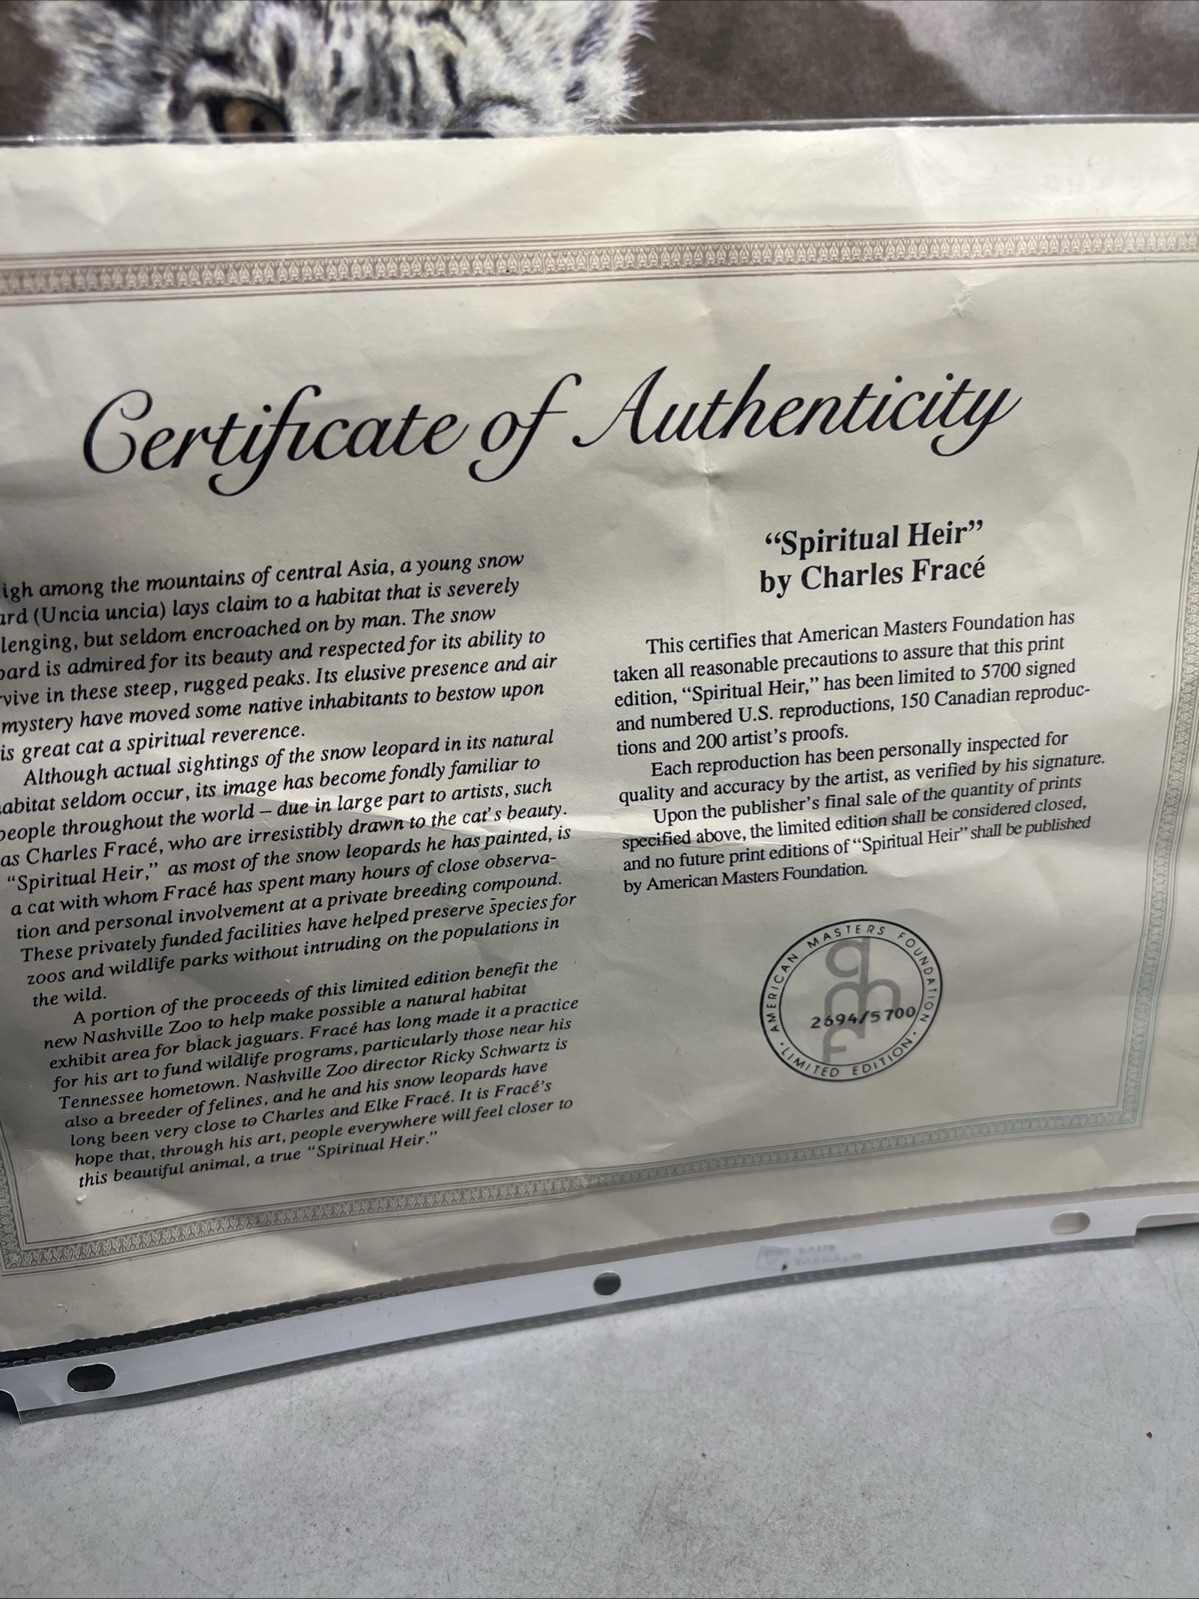 Certificate of Authenticity
igh among the mountains of central Asia, a young snow
ard (Uncia uncia) lays claim to a habitat that is severely
lenging, but seldom encroached on by man. The snow
pard is admired for its beauty and respected for its ability to
vive in these steep, rugged peaks. Its elusive presence and air
mystery have moved some native inhabitants to bestow upon
is great cat a spiritual reverence.
Although actual sightings of the snow leopard in its natural
abitat seldom occur, its image has become fondly familiar to
people throughout the world – due in large part to artists, such
as Charles Fracé, who are irresistibly drawn to the cat's beauty.
"Spiritual Heir," as most of the snow leopards he has painted, is
a cat with whom Fracé has spent many hours of close observa-
tion and personal involvement at a private breeding compound.
These privately funded facilities have helped preserve species for
zoos and wildlife parks without intruding on the populations in
the wild.
A portion of the proceeds of this limited edition benefit the
new Nashville Zoo to help make possible a natural habitat
exhibit area for black jaguars. Fracé has long made it a practice
for his art to fund wildlife programs, particularly those near his
Tennessee hometown. Nashville Zoo director Ricky Schwartz is
also a breeder of felines, and he and his snow leopards have
long been very close to Charles and Elke Fracé. It is Fracé's
hope that, through his art, people everywhere will feel closer to
this beautiful animal, a true "Spiritual Heir."
"Spiritual Heir"
by Charles Fracé
This certifies that American Masters Foundation has
taken all reasonable precautions to assure that this print
edition, "Spiritual Heir," has been limited to 5700 signed
and numbered U.S. reproductions, 150 Canadian reproduc-
tions and 200 artist's proofs.
Each reproduction has been personally inspected for
quality and accuracy by the artist, as verified by his signature.
Upon the publisher's final sale of the quantity of prints
specified above, the limited edition shall be considered closed,
and no future print editions of "Spiritual Heir" shall be published
by American Masters Foundation.
AMERICAN MASTERS FOUNDATION
amf
2694/5700
· LIMITED EDITION ·